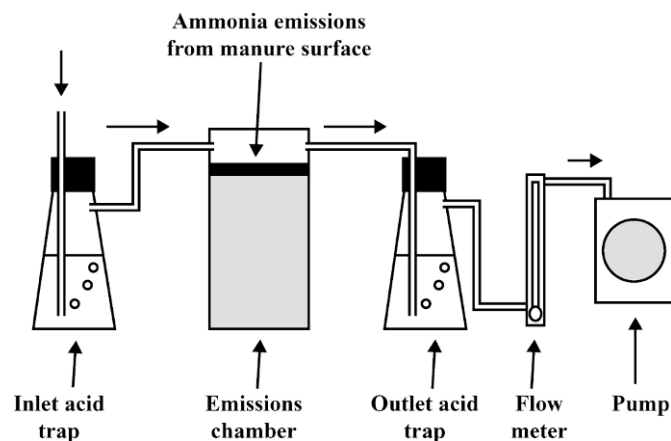 Ammonia emissions
from manure surface
Inlet acid
trap
Emissions
chamber
Outlet acid
trap
Flow
meter
Pump